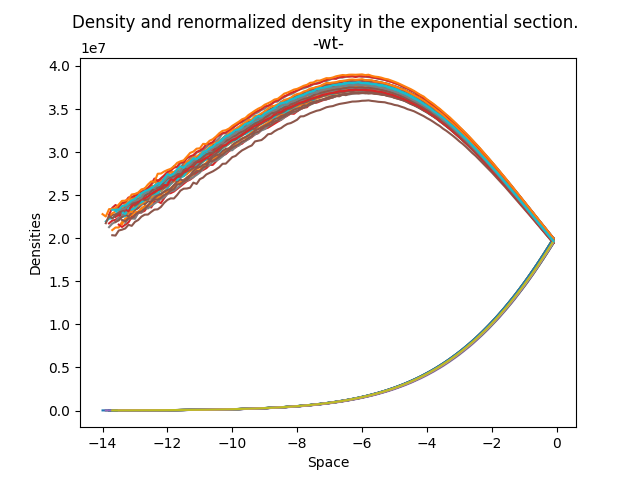 Density and renormalized density in the exponential section.
-wt-
1e7
4.0
3.5
3.0
2.5
2.0
1.5
1.0
0.5
0.0
Densities
−14 −12 −10 −8 −6 −4 −2 0
Space